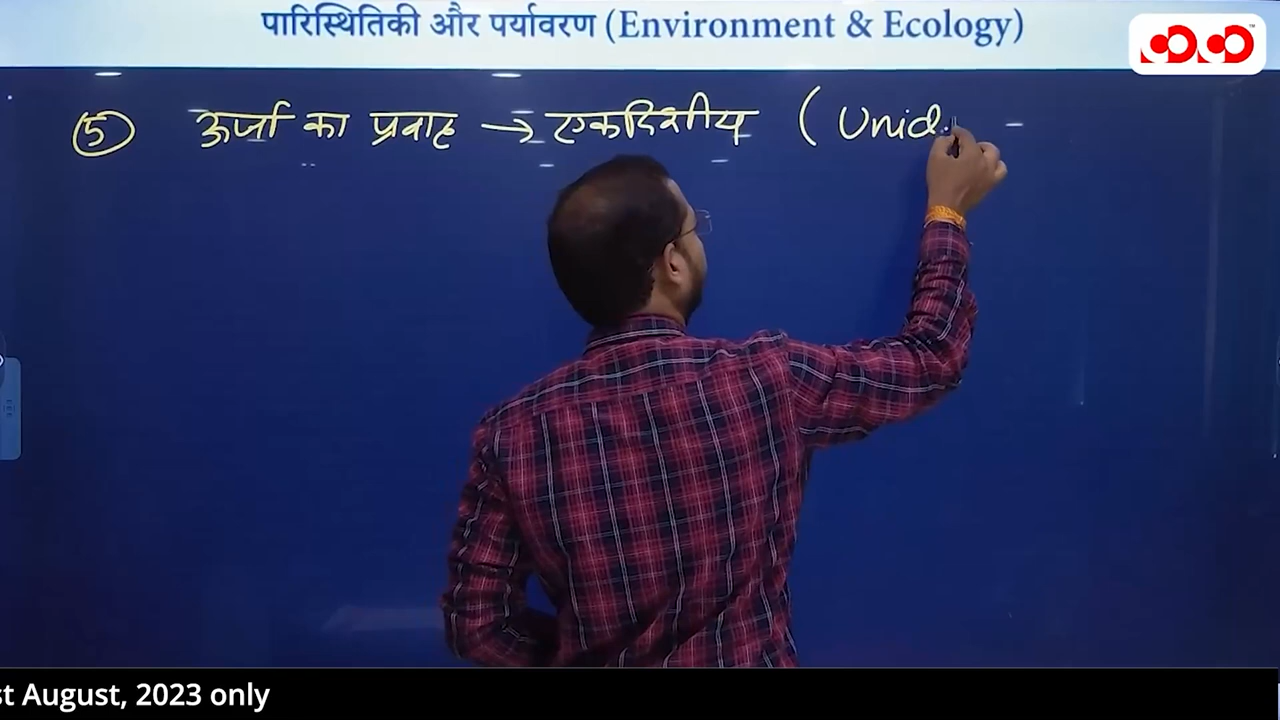 पारिस्थितिकी और पर्यावरण (Environment & Ecology)
⑤ ऊर्जा का प्रवाह → एकदिशीय ( Unid
st August, 2023 only